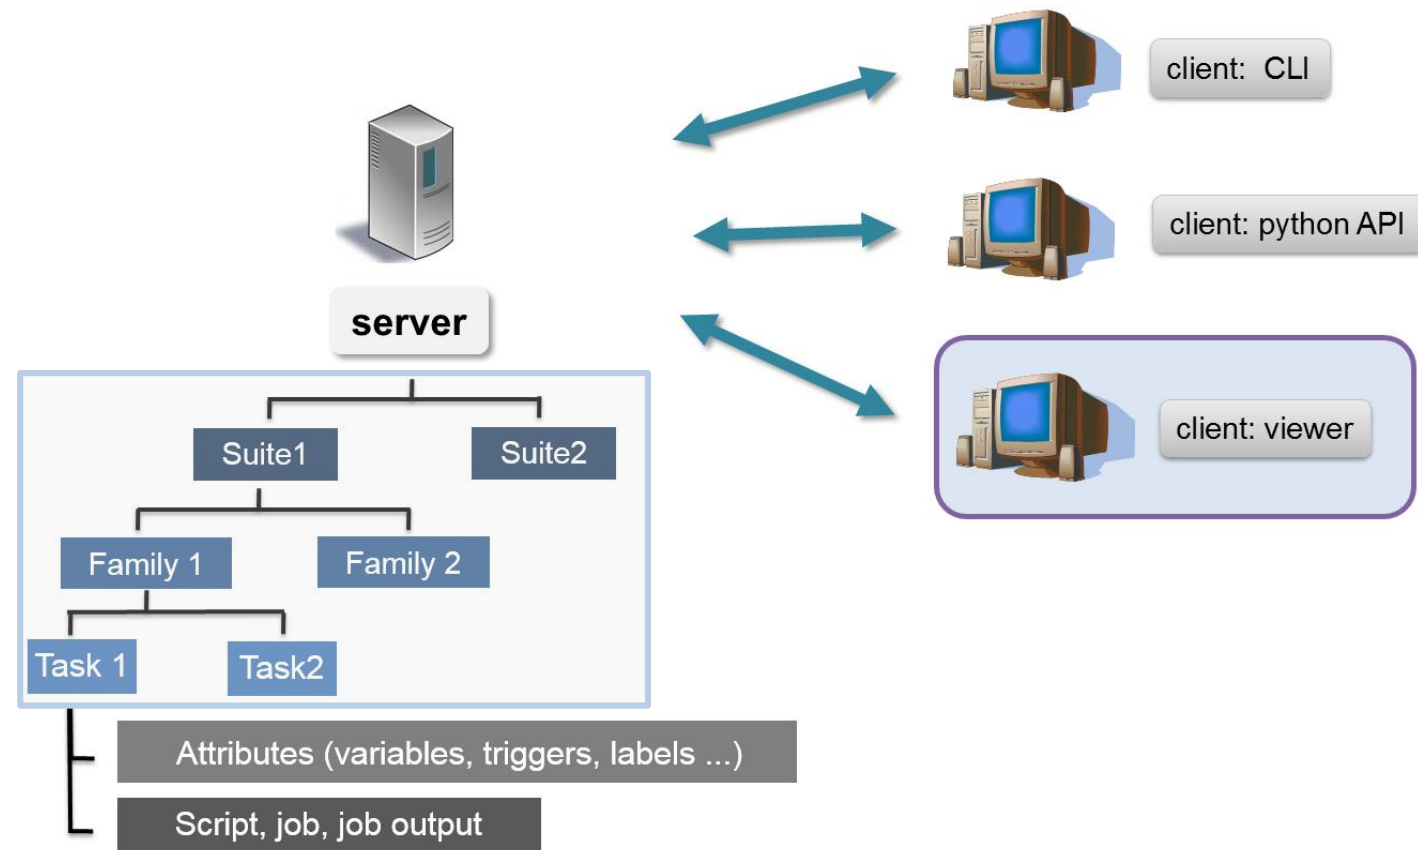 client:  CLI
client: python API
server
client: viewer
Suite1
Suite2
Family 1
Family 2
Task 1
Task2
Attributes (variables, triggers, labels ...)
Script, job, job output